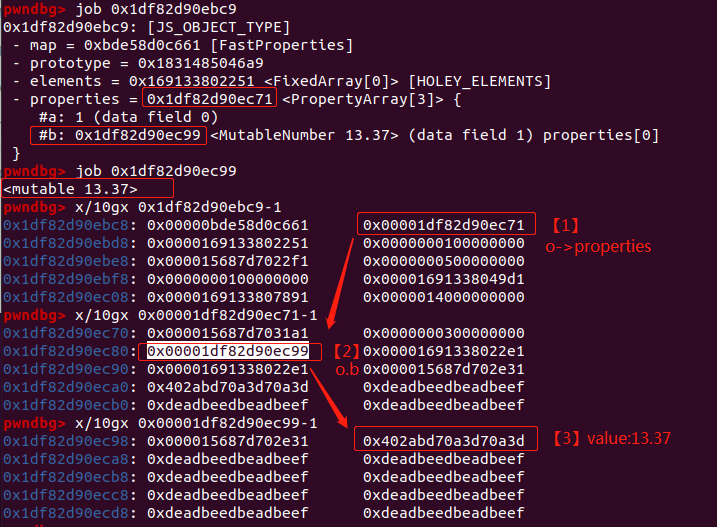 pwndbg> job 0x1df82d90ebc9
0x1df82d90ebc9: [JS_OBJECT_TYPE]
- map = 0xbde58d0c661 [FastProperties]
- prototype = 0x1831485046a9
- elements = 0x169133802251 <FixedArray[0]> [HOLEY_ELEMENTS]
- properties = 0x1df82d90ec71 <PropertyArray[3]> {
#a: 1 (data field 0)
#b: 0x1df82d90ec99 <MutableNumber 13.37> (data field 1) properties[0]
}
pwndbg> job 0x1df82d90ec99
<mutable 13.37>
pwndbg> x/10gx 0x1df82d90ebc9-1
0x1df82d90ebc8: 0x00000bde58d0c661 0x00001df82d90ec71 【1】
0x1df82d90ebd8: 0x0000169133802251 0x0000000100000000 o->properties
0x1df82d90ebe8: 0x000015687d7022f1 0x0000000500000000
0x1df82d90ebf8: 0x0000000100000000 0x00001691338049d1
0x1df82d90ec08: 0x0000169133807891 0x0000014000000000
pwndbg> x/10gx 0x00001df82d90ec71-1
0x1df82d90ec70: 0x000015687d7031a1 0x0000000300000000
0x1df82d90ec80: 0x00001df82d90ec99 【2】 0x00001691338022e1
0x1df82d90ec90: 0x00001691338022e1 o.b 0x000015687d702e31
0x1df82d90eca0: 0x402abd70a3d70a3d 0xdeadbeedbeadbeef
0x1df82d90ecb0: 0xdeadbeedbeadbeef 0xdeadbeedbeadbeef
pwndbg> x/10gx 0x00001df82d90ec99-1
0x1df82d90ec98: 0x000015687d702e31 0x402abd70a3d70a3d 【3】value:13.37
0x1df82d90eca8: 0xdeadbeedbeadbeef 0xdeadbeedbeadbeef
0x1df82d90ecb8: 0xdeadbeedbeadbeef 0xdeadbeedbeadbeef
0x1df82d90ecc8: 0xdeadbeedbeadbeef 0xdeadbeedbeadbeef
0x1df82d90ecd8: 0xdeadbeedbeadbeef 0xdeadbeedbeadbeef